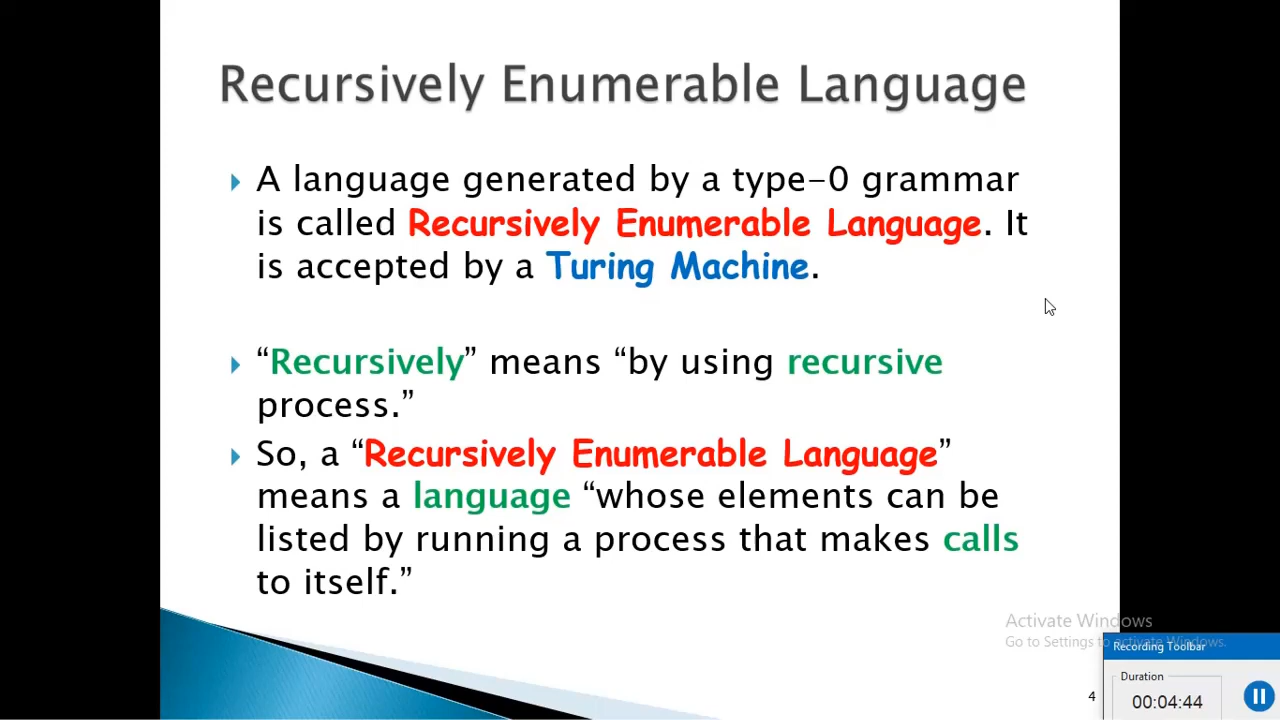 Recursively Enumerable Language
A language generated by a type-0 grammar
is called Recursively Enumerable Language. It
is accepted by a Turing Machine.
“Recursively” means “by using recursive
process.”
So, a “Recursively Enumerable Language”
means a language “whose elements can be
listed by running a process that makes calls
to itself.”
Activate Windows
Go to Settings to activate Windows.
Recording Toolbar
Duration
4
00:04:44